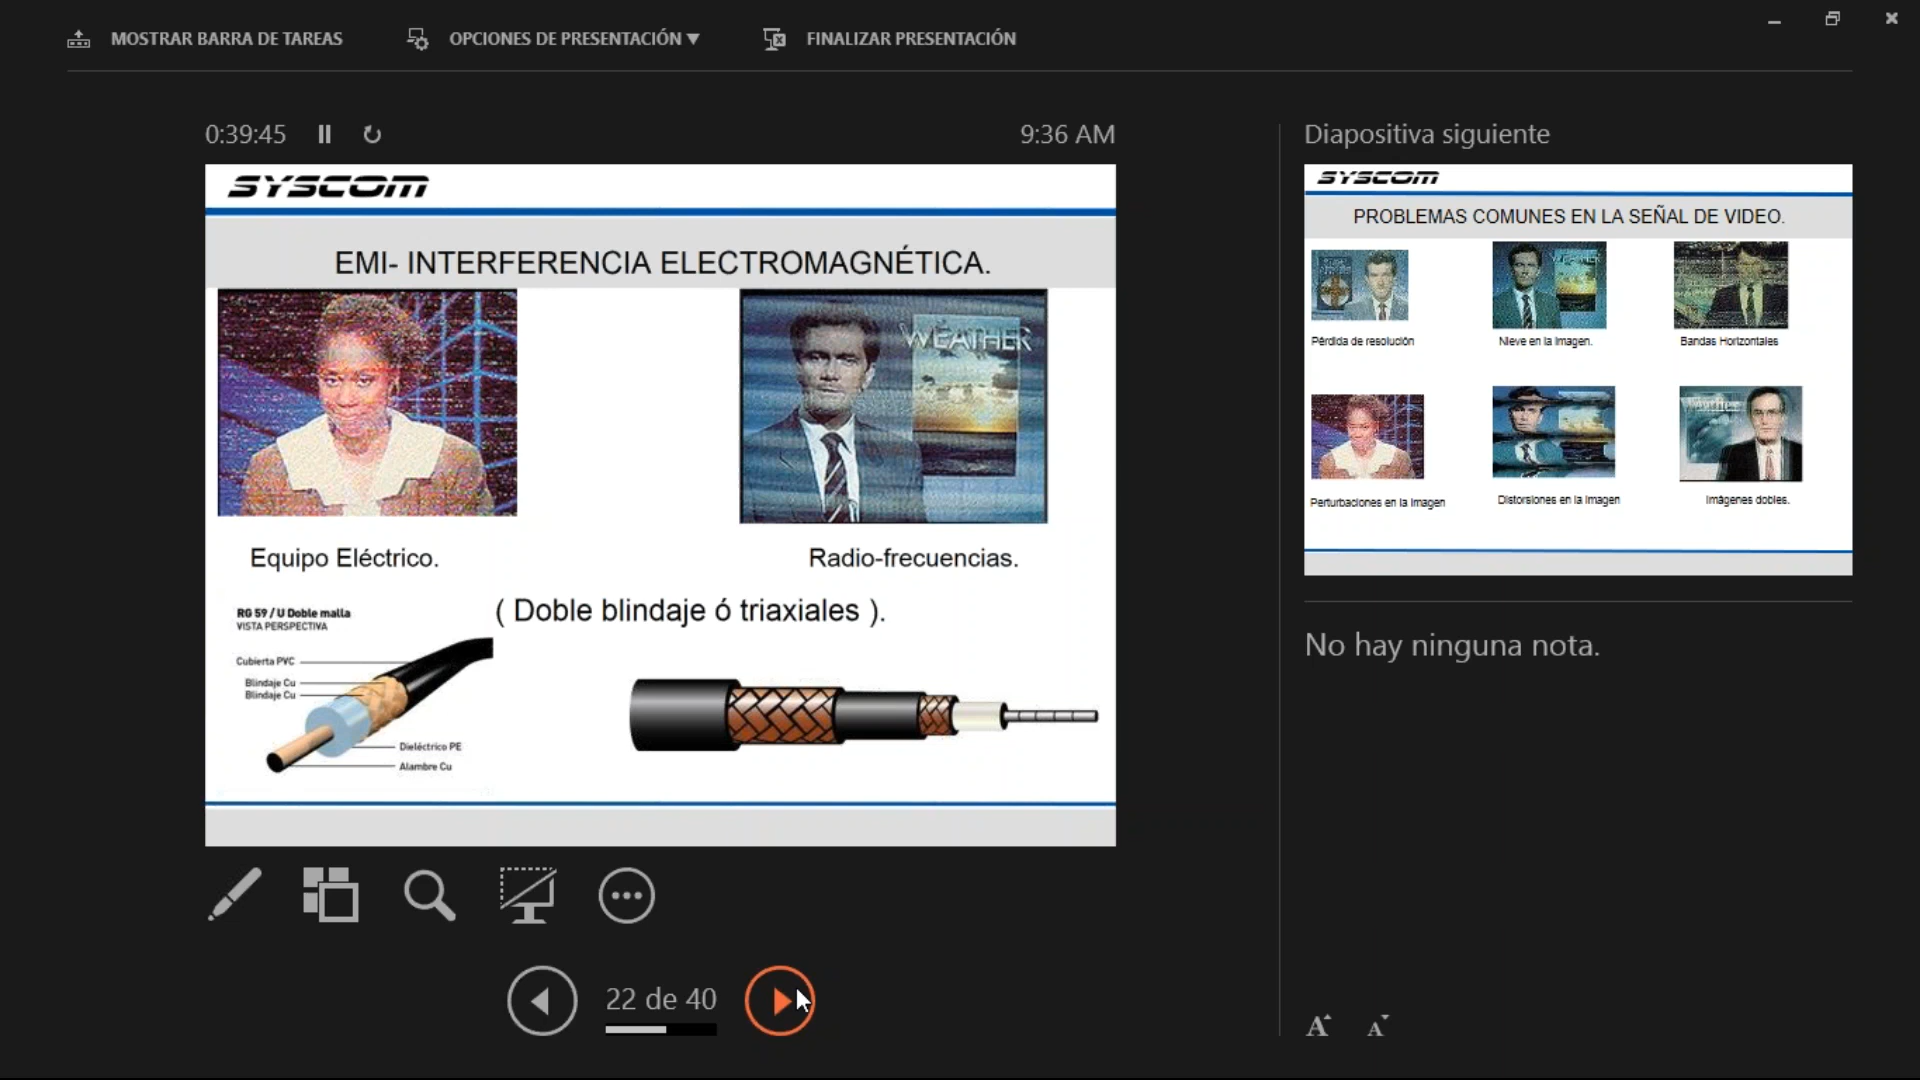 MOSTRAR BARRA DE TAREAS
OPCIONES DE PRESENTACIÓN ▼
FINALIZAR PRESENTACIÓN
0:39:45
9:36 AM
SYSCOM
EMI- INTERFERENCIA ELECTROMAGNÉTICA.
WEATHER
Equipo Eléctrico.
Radio-frecuencias.
( Doble blindaje ó triaxiales ).
RG 59 / U Doble malla
VISTA PERSPECTIVA
Cubierta PVC
Blindaje Cu
Blindaje Cu
Dieléctrico PE
Alambre Cu
22 de 40
Diapositiva siguiente
SYSCOM
PROBLEMAS COMUNES EN LA SEÑAL DE VIDEO.
Pérdida de resolución
Nieve en la Imagen.
Bandas Horizontales
Weather
Perturbaciones en la Imagen
Distorsiones en la Imagen
Imágenes dobles.
No hay ninguna nota.
A
A